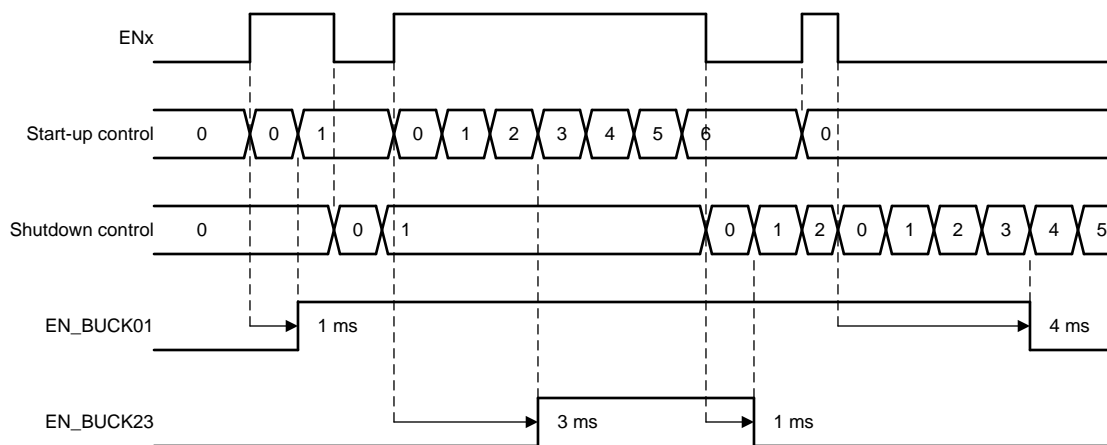 ENx
Start-up control 0 0 1 0 1 2 3 4 5 6 0
Shutdown control 0 0 1 0 1 2 0 1 2 3 4 5
EN_BUCK01 1 ms 4 ms
EN_BUCK23 3 ms 1 ms